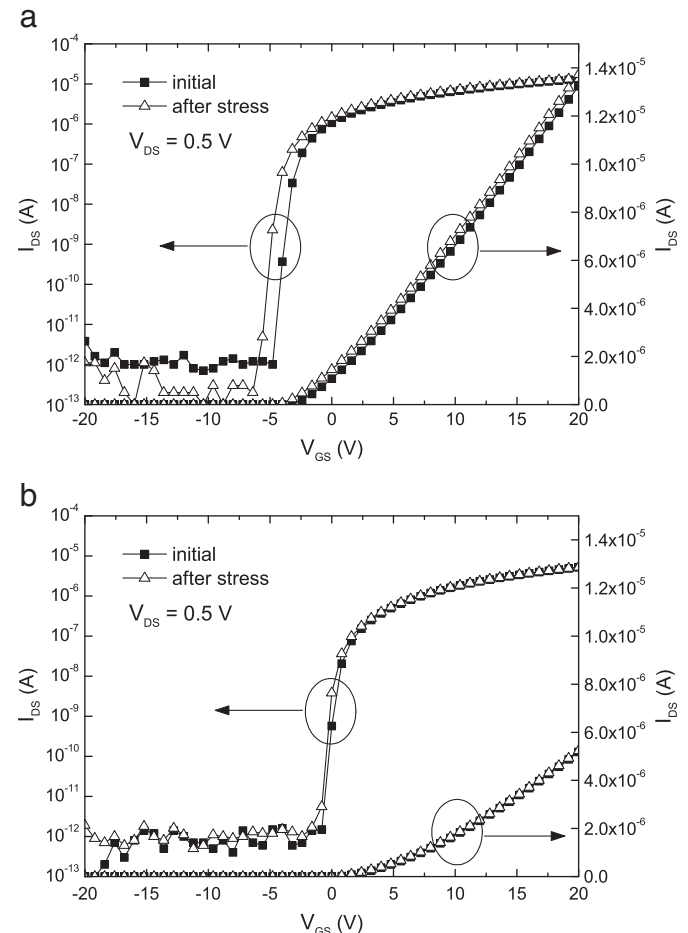 a
10⁻⁴
10⁻⁵
10⁻⁶
10⁻⁷
10⁻⁸
10⁻⁹
10⁻¹⁰
10⁻¹¹
10⁻¹²
10⁻¹³
I_DS (A)
initial
after stress
V_DS = 0.5 V
1.4x10⁻⁵
1.2x10⁻⁵
1.0x10⁻⁵
8.0x10⁻⁶
6.0x10⁻⁶
4.0x10⁻⁶
2.0x10⁻⁶
0.0
I_DS (A)
-20 -15 -10 -5 0 5 10 15 20
V_GS (V)
b
10⁻⁴
10⁻⁵
10⁻⁶
10⁻⁷
10⁻⁸
10⁻⁹
10⁻¹⁰
10⁻¹¹
10⁻¹²
10⁻¹³
I_DS (A)
initial
after stress
V_DS = 0.5 V
1.4x10⁻⁵
1.2x10⁻⁵
1.0x10⁻⁵
8.0x10⁻⁶
6.0x10⁻⁶
4.0x10⁻⁶
2.0x10⁻⁶
0.0
I_DS (A)
-20 -15 -10 -5 0 5 10 15 20
V_GS (V)